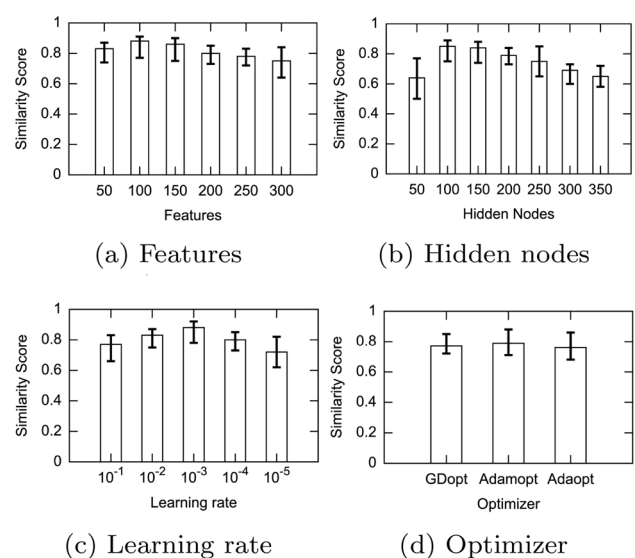 1
0.8
0.6
0.4
0.2
0
Similarity Score
50 100 150 200 250 300
Features
(a) Features
1
0.8
0.6
0.4
0.2
0
Similarity Score
50 100 150 200 250 300 350
Hidden Nodes
(b) Hidden nodes
1
0.8
0.6
0.4
0.2
0
Similarity Score
10⁻¹ 10⁻² 10⁻³ 10⁻⁴ 10⁻⁵
Learning rate
(c) Learning rate
1
0.8
0.6
0.4
0.2
0
Similarity Score
GDopt Adamopt Adaopt
Optimizer
(d) Optimizer